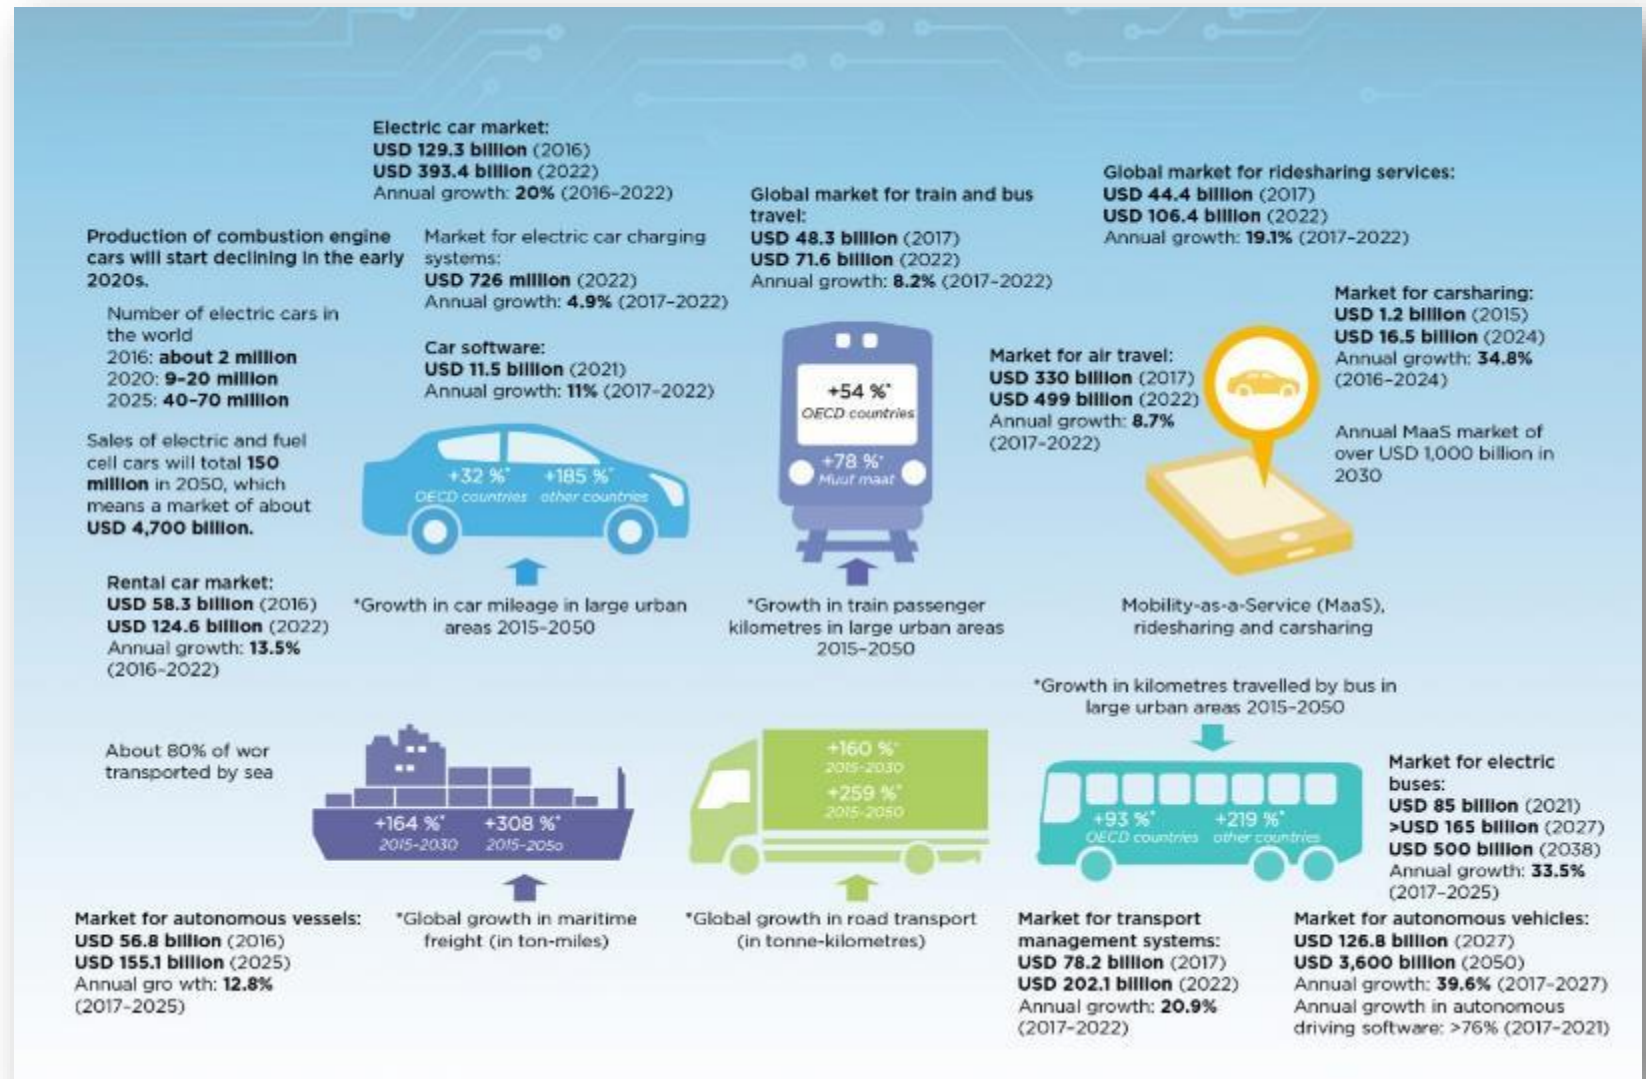 Electric car market:
USD 129.3 billion (2016)
USD 393.4 billion (2022)
Annual growth: 20% (2016–2022)
Production of combustion engine
cars will start declining in the early
2020s.
Number of electric cars in
the world
2016: about 2 million
2020: 9–20 million
2025: 40–70 million
Sales of electric and fuel
cell cars will total 150
million in 2050, which
means a market of about
USD 4,700 billion.
Rental car market:
USD 58.3 billion (2016)
USD 124.6 billion (2022)
Annual growth: 13.5%
(2016–2022)
Market for electric car charging
systems:
USD 726 million (2022)
Annual growth: 4.9% (2017–2022)
Car software:
USD 11.5 billion (2021)
Annual growth: 11% (2017–2022)
+32 %* +185 %*
OECD countries other countries
*Growth in car mileage in large urban
areas 2015–2050
Global market for train and bus
travel:
USD 48.3 billion (2017)
USD 71.6 billion (2022)
Annual growth: 8.2% (2017–2022)
+54 %*
OECD countries
+78 %*
Muut maat
*Growth in train passenger
kilometres in large urban areas
2015–2050
Market for air travel:
USD 330 billion (2017)
USD 499 billion (2022)
Annual growth: 8.7%
(2017–2022)
Global market for ridesharing services:
USD 44.4 billion (2017)
USD 106.4 billion (2022)
Annual growth: 19.1% (2017–2022)
Market for carsharing:
USD 1.2 billion (2015)
USD 16.5 billion (2024)
Annual growth: 34.8%
(2016–2024)
Annual MaaS market of
over USD 1,000 billion in
2030
Mobility-as-a-Service (MaaS),
ridesharing and carsharing
About 80% of wor
transported by sea
+164 %* +308 %*
2015-2030 2015-205o
*Global growth in maritime
freight (in ton-miles)
Market for autonomous vessels:
USD 56.8 billion (2016)
USD 155.1 billion (2025)
Annual gro wth: 12.8%
(2017–2025)
+160 %*
2015-2030
+259 %*
2015-2050
*Global growth in road transport
(in tonne-kilometres)
*Growth in kilometres travelled by bus in
large urban areas 2015–2050
+93 %* +219 %*
OECD countries other countries
Market for electric
buses:
USD 85 billion (2021)
>USD 165 billion (2027)
USD 500 billion (2038)
Annual growth: 33.5%
(2017–2025)
Market for transport
management systems:
USD 78.2 billion (2017)
USD 202.1 billion (2022)
Annual growth: 20.9%
(2017–2022)
Market for autonomous vehicles:
USD 126.8 billion (2027)
USD 3,600 billion (2050)
Annual growth: 39.6% (2017–2027)
Annual growth in autonomous
driving software: >76% (2017–2021)